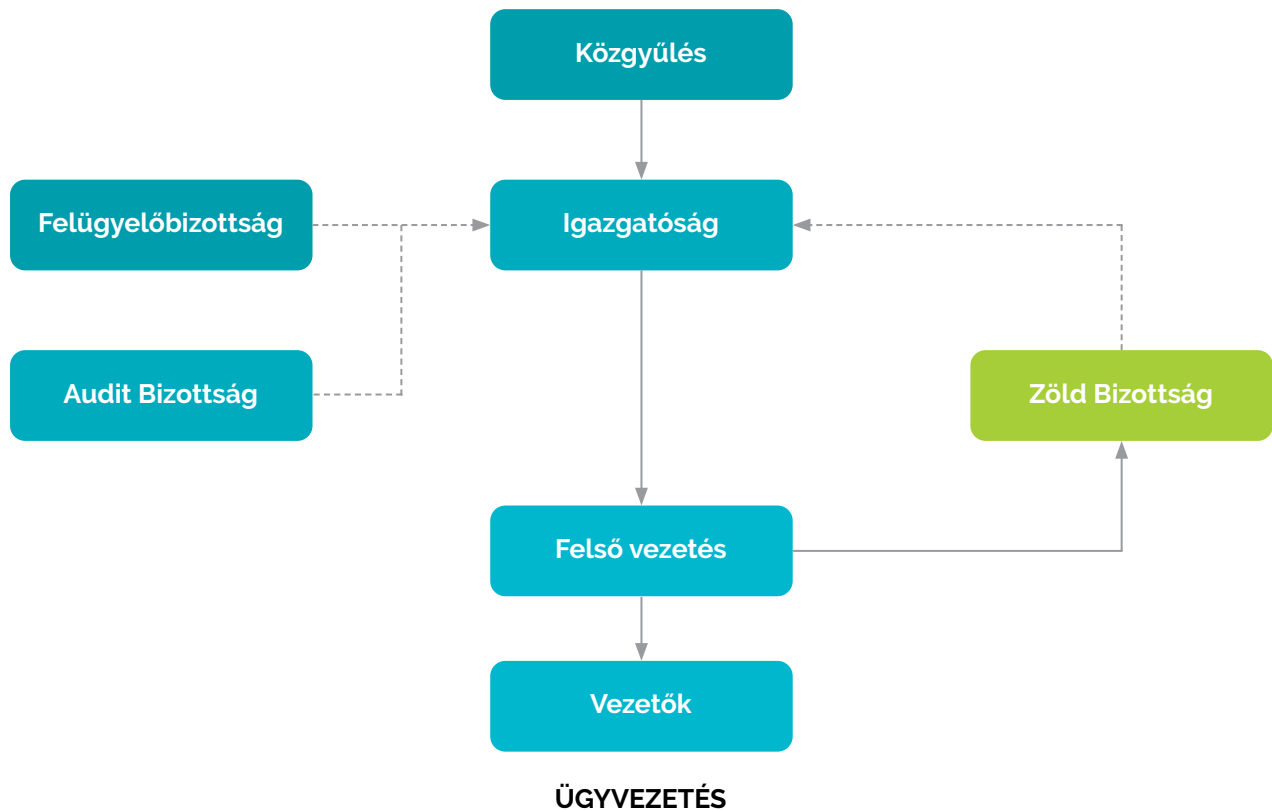 Közgyűlés
Felügyelőbizottság
Igazgatóság
Audit Bizottság
Zöld Bizottság
Felső vezetés
Vezetők
ÜGYVEZETÉS